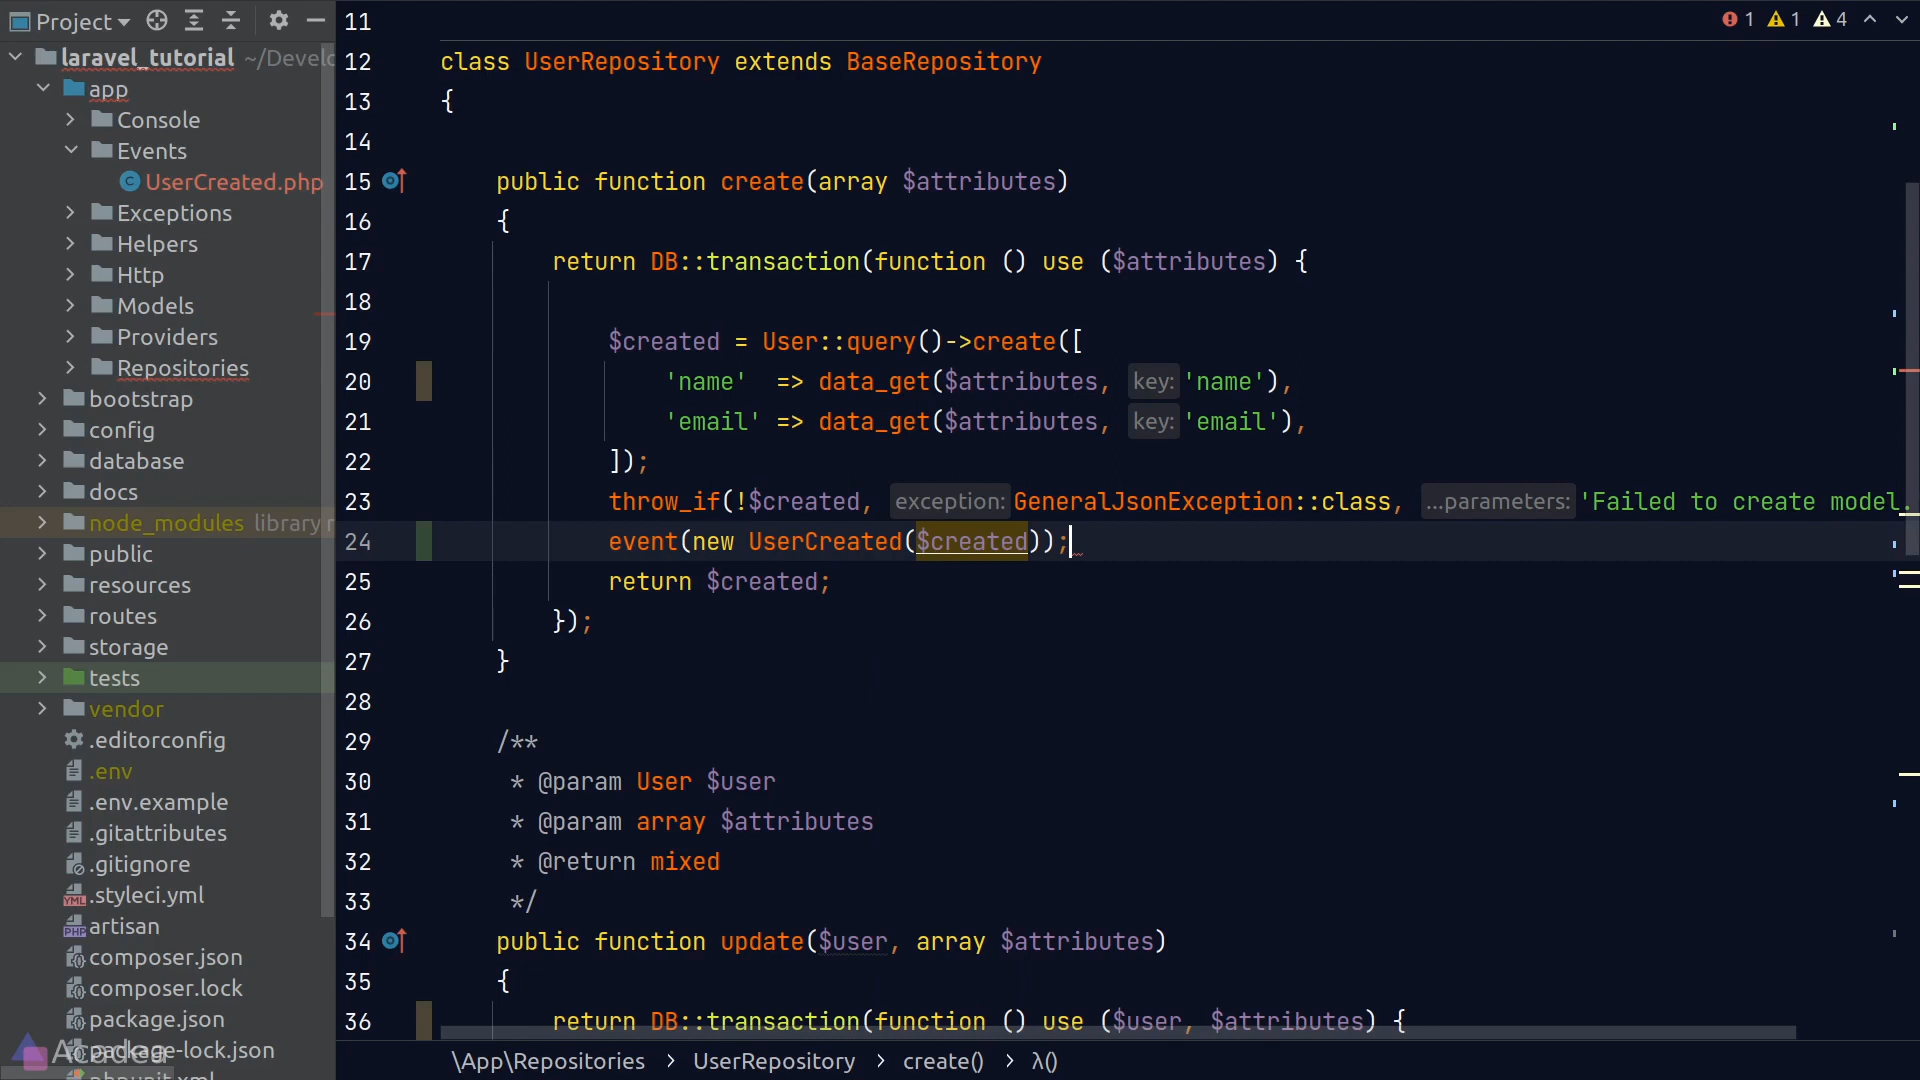 Project
laravel_tutorial ~/Develo
app
Console
Events
UserCreated.php
Exceptions
Helpers
Http
Models
Providers
Repositories
bootstrap
config
database
docs
node_modules library r
public
resources
routes
storage
tests
vendor
.editorconfig
.env
.env.example
.gitattributes
.gitignore
.styleci.yml
artisan
composer.json
composer.lock
package.json
package-lock.json
phpunit.xml
Acadea
1 1 4
11
12 class UserRepository extends BaseRepository
13 {
14
15 public function create(array $attributes)
16 {
17 return DB::transaction(function () use ($attributes) {
18
19 $created = User::query()->create([
20 'name' => data_get($attributes, key: 'name'),
21 'email' => data_get($attributes, key: 'email'),
22 ]);
23 throw_if(!$created, exception: GeneralJsonException::class, ...parameters: 'Failed to create model.
24 event(new UserCreated($created));
25 return $created;
26 });
27 }
28
29 /**
30 * @param User $user
31 * @param array $attributes
32 * @return mixed
33 */
34 public function update($user, array $attributes)
35 {
36 return DB::transaction(function () use ($user, $attributes) {
\App\Repositories > UserRepository > create() > λ()